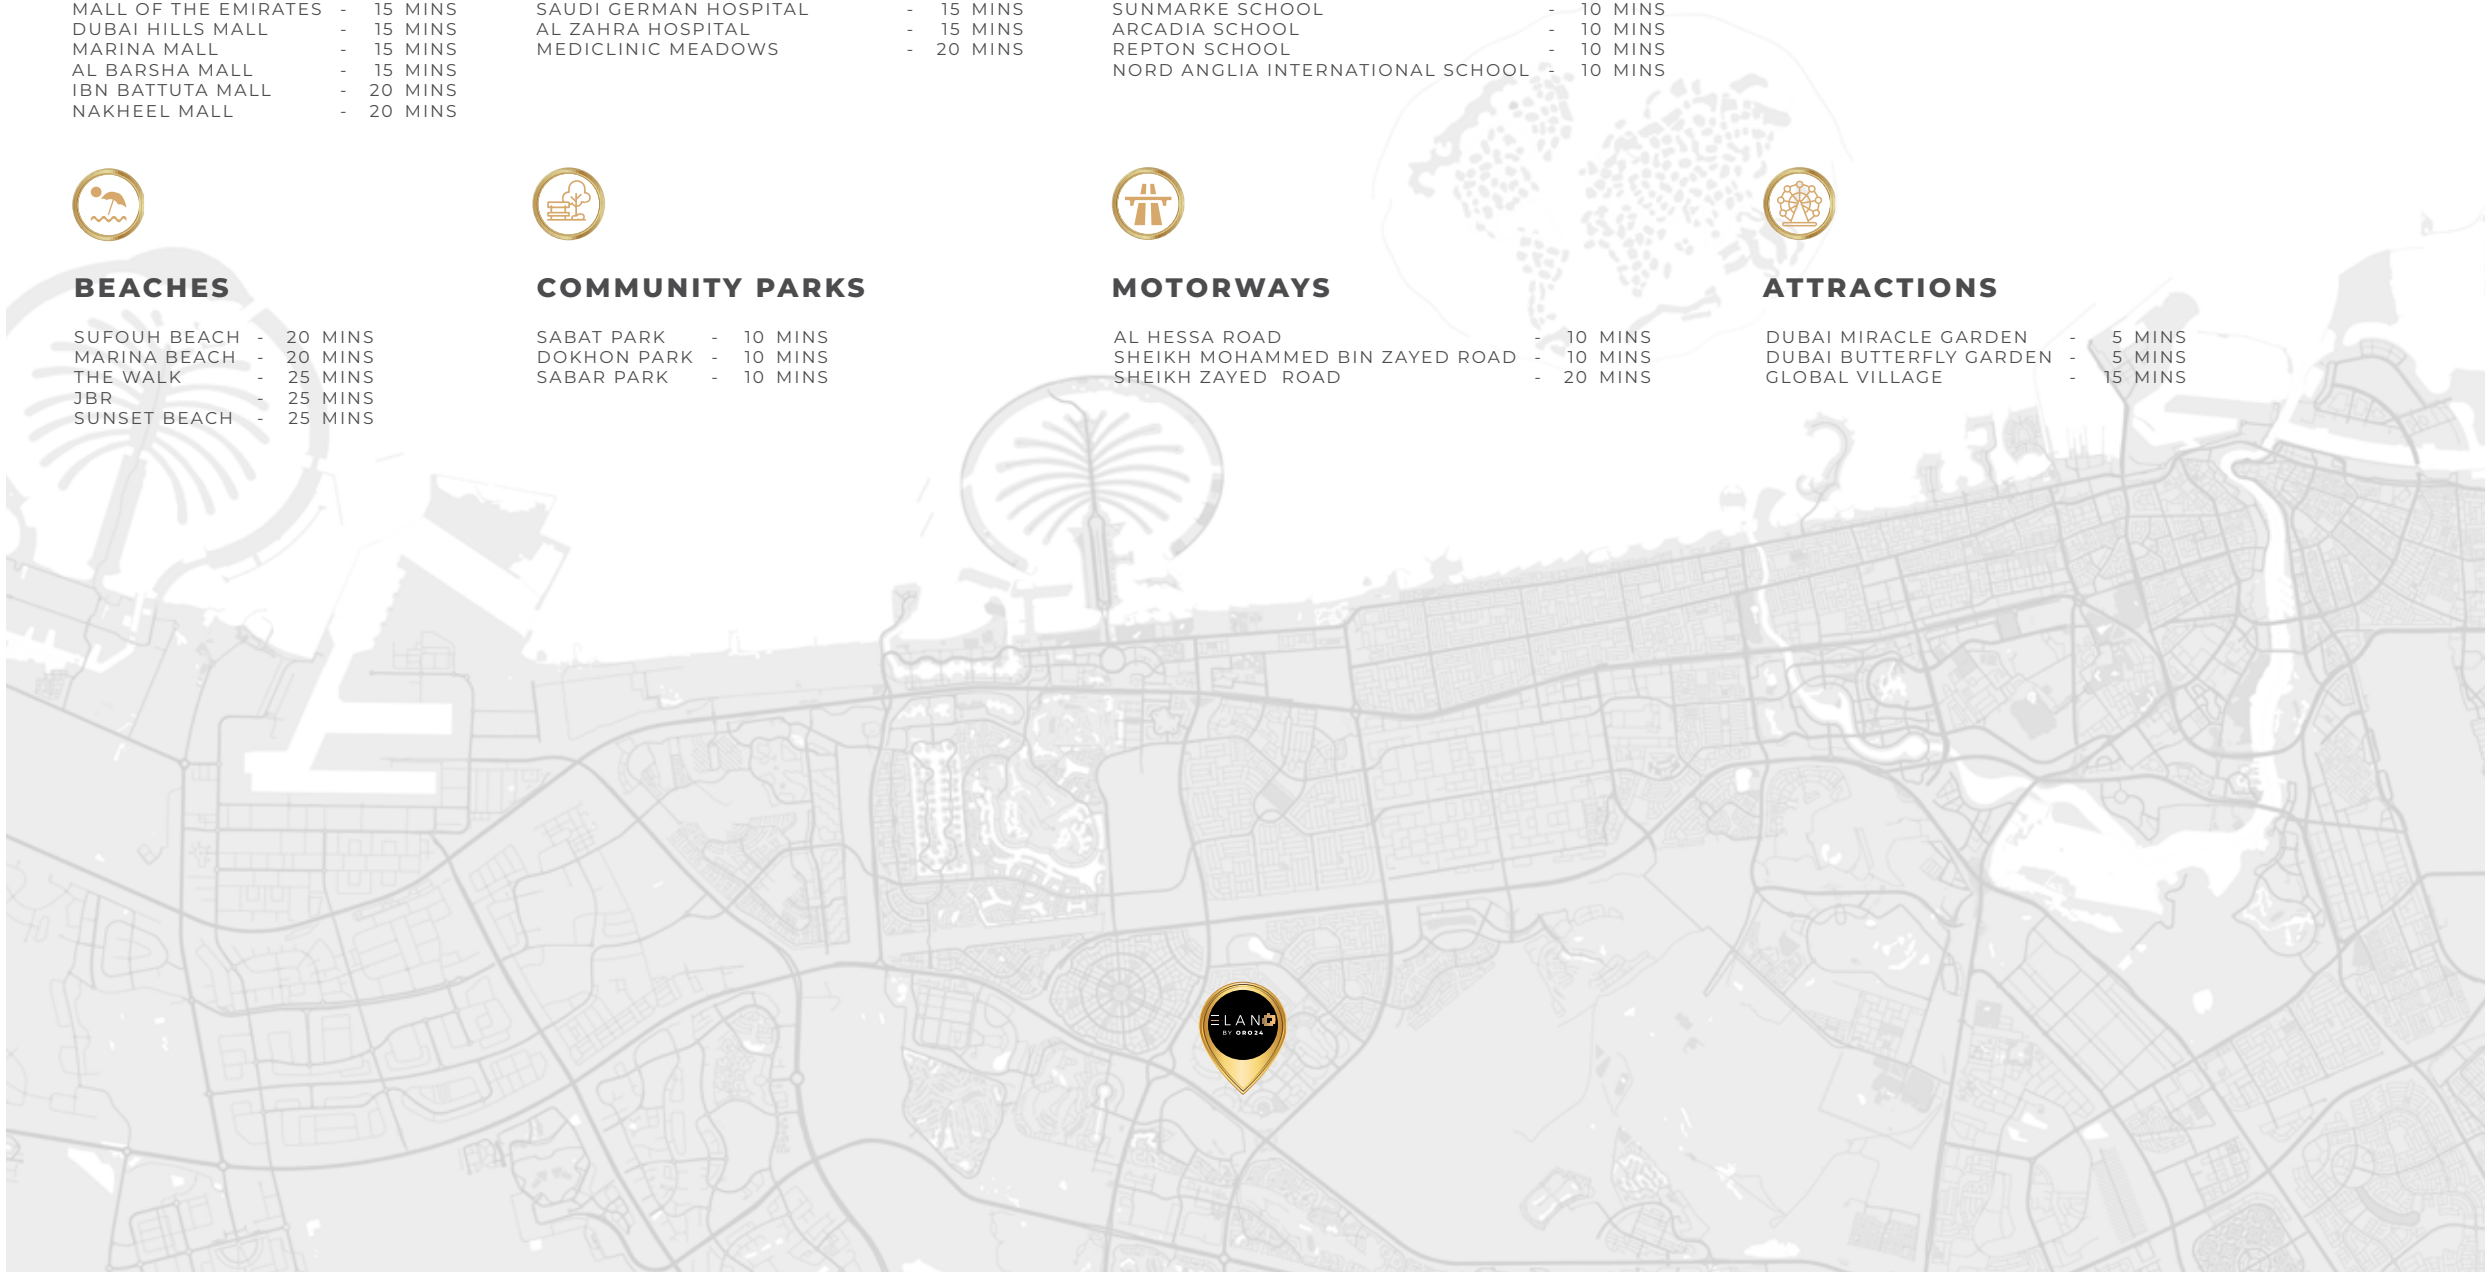 MALL OF THE EMIRATES - 15 MINS
DUBAI HILLS MALL - 15 MINS
MARINA MALL - 15 MINS
AL BARSHA MALL - 15 MINS
IBN BATTUTA MALL - 20 MINS
NAKHEEL MALL - 20 MINS
SAUDI GERMAN HOSPITAL - 15 MINS
AL ZAHRA HOSPITAL - 15 MINS
MEDICLINIC MEADOWS - 20 MINS
SUNMARKE SCHOOL - 10 MINS
ARCADIA SCHOOL - 10 MINS
REPTON SCHOOL - 10 MINS
NORD ANGLIA INTERNATIONAL SCHOOL - 10 MINS
BEACHES
SUFOUH BEACH - 20 MINS
MARINA BEACH - 20 MINS
THE WALK - 25 MINS
JBR - 25 MINS
SUNSET BEACH - 25 MINS
COMMUNITY PARKS
SABAT PARK - 10 MINS
DOKHON PARK - 10 MINS
SABAR PARK - 10 MINS
MOTORWAYS
AL HESSA ROAD - 10 MINS
SHEIKH MOHAMMED BIN ZAYED ROAD - 10 MINS
SHEIKH ZAYED ROAD - 20 MINS
ATTRACTIONS
DUBAI MIRACLE GARDEN - 5 MINS
DUBAI BUTTERFLY GARDEN - 5 MINS
GLOBAL VILLAGE - 15 MINS
ELANO
BY ORO24